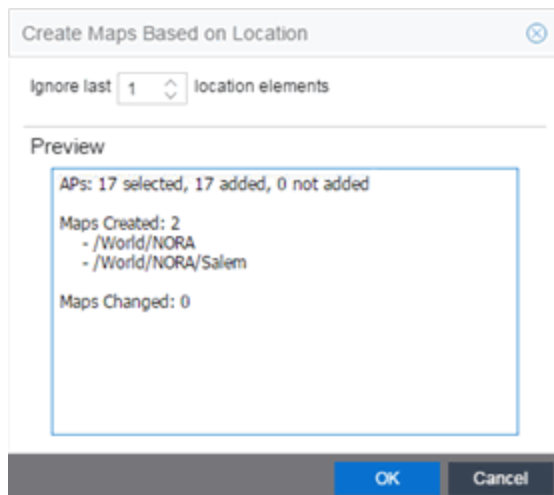 Create Maps Based on Location
Ignore last 1 location elements
Preview
APs: 17 selected, 17 added, 0 not added
Maps Created: 2
- /World/NORA
- /World/NORA/Salem
Maps Changed: 0
OK Cancel